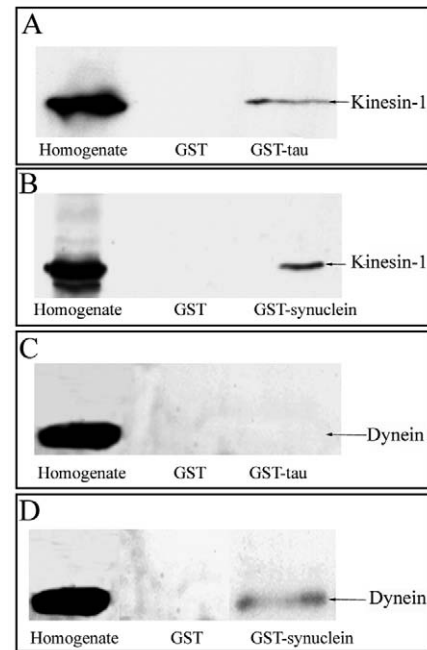 A
Kinesin-1
Homogenate GST GST-tau
B
Kinesin-1
Homogenate GST GST-synuclein
C
Dynein
Homogenate GST GST-tau
D
Dynein
Homogenate GST GST-synuclein